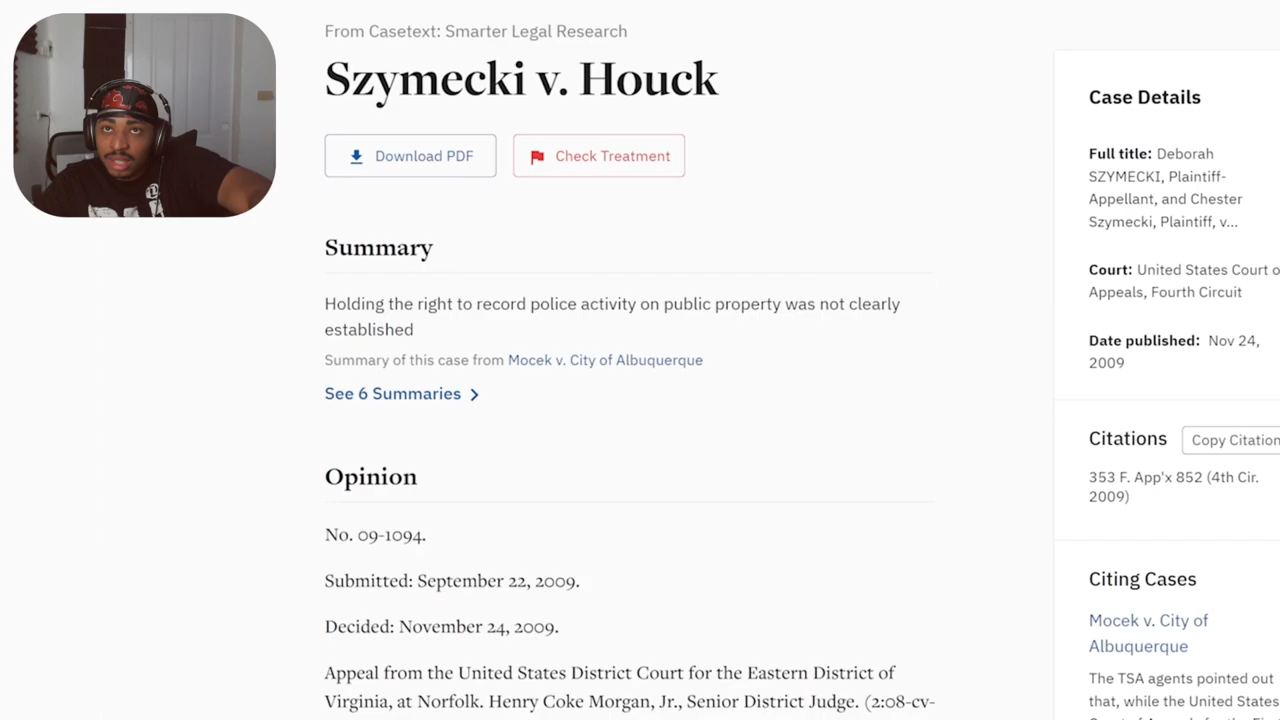 From Casetext: Smarter Legal Research
Szymecki v. Houck
Download PDF
Check Treatment
Summary
Holding the right to record police activity on public property was not clearly
established
Summary of this case from Mocek v. City of Albuquerque
See 6 Summaries
Opinion
No. 09-1094.
Submitted: September 22, 2009.
Decided: November 24, 2009.
Appeal from the United States District Court for the Eastern District of
Virginia, at Norfolk. Henry Coke Morgan, Jr., Senior District Judge. (2:08-cv-
Case Details
Full title: Deborah
SZYMECKI, Plaintiff-
Appellant, and Chester
Szymecki, Plaintiff, v...
Court: United States Court o
Appeals, Fourth Circuit
Date published: Nov 24,
2009
Citations
Copy Citation
353 F. App'x 852 (4th Cir.
2009)
Citing Cases
Mocek v. City of
Albuquerque
The TSA agents pointed out
that, while the United States